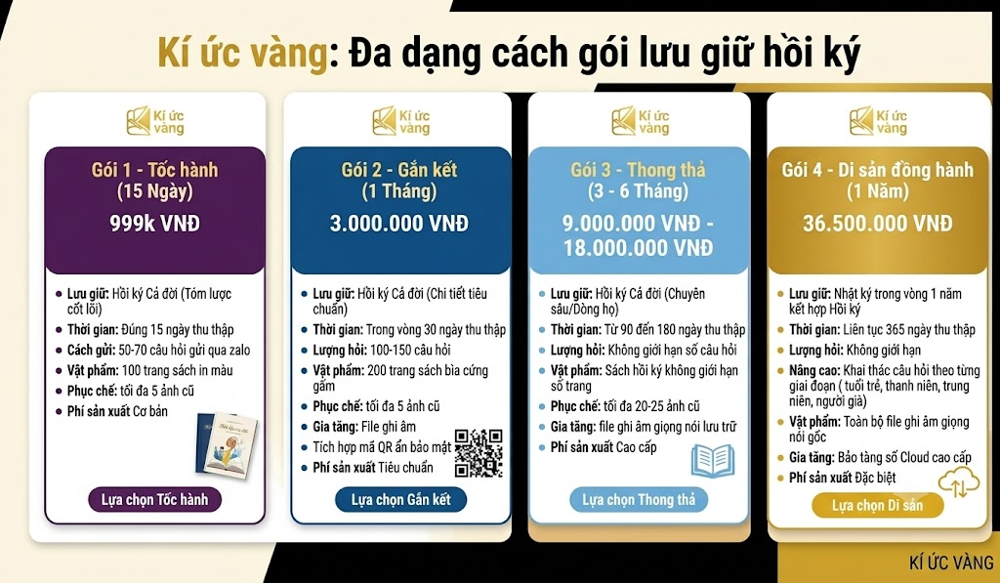 Kí ức vàng: Đa dạng cách gói lưu giữ hồi ký
Kí ức
vàng
Gói 1 - Tốc hành
(15 Ngày)
999k VNĐ
Lưu giữ: Hồi ký Cả đời (Tóm lược
cốt lõi)
Thời gian: Đúng 15 ngày thu thập
Cách gửi: 50-70 câu hỏi gửi qua zalo
Vật phẩm: 100 trang sách in màu
Phục chế: tối đa 5 ảnh cũ
Phí sản xuất Cơ bản
Lựa chọn Tốc hành
Kí ức
vàng
Gói 2 - Gắn kết
(1 Tháng)
3.000.000 VNĐ
Lưu giữ: Hồi ký Cả đời (Chi tiết tiêu
chuẩn)
Thời gian: Trong vòng 30 ngày thu thập
Lượng hỏi: 100-150 câu hỏi
Vật phẩm: 200 trang sách bìa cứng
gấm
Phục chế: tối đa 5 ảnh cũ
Gia tăng: File ghi âm
Tích hợp mã QR ẩn bảo mật
Phí sản xuất Tiêu chuẩn
Lựa chọn Gắn kết
Kí ức
vàng
Gói 3 - Thong thả
(3 - 6 Tháng)
9.000.000 VNĐ -
18.000.000 VNĐ
Lưu giữ: Hồi ký Cả đời (Chuyên
sâu/Dòng họ)
Thời gian: Từ 90 đến 180 ngày thu thập
Lượng hỏi: Không giới hạn số câu hỏi
Vật phẩm: Sách hồi ký không giới hạn
số trang
Phục chế: tối đa 20-25 ảnh cũ
Gia tăng: file ghi âm giọng nói lưu trữ
Phí sản xuất Cao cấp
Lựa chọn Thong thả
Kí ức
vàng
Gói 4 - Di sản đồng hành
(1 Năm)
36.500.000 VNĐ
Lưu giữ: Nhật ký trong vòng 1 năm
kết hợp Hồi ký
Thời gian: Liên tục 365 ngày thu thập
Lượng hỏi: Không giới hạn
Nâng cao: Khai thác câu hỏi theo từng
giai đoạn ( tuổi trẻ, thanh niên, trung
niên, người già)
Vật phẩm: Toàn bộ file ghi âm giọng
nói gốc
Gia tăng: Bảo tàng số Cloud cao cấp
Phí sản xuất Đặc biệt
Lựa chọn Di sản
KÍ ỨC VÀNG